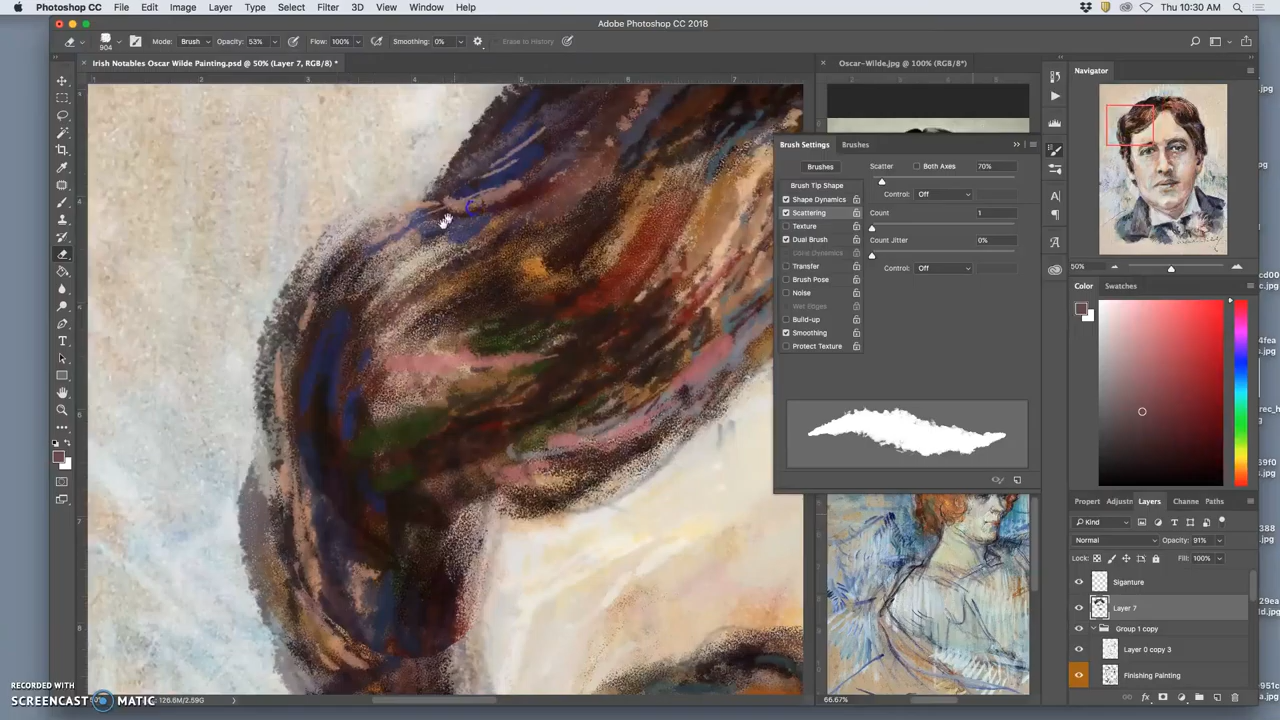 Photoshop CC File Edit Image Layer Type Select Filter 3D View Window Help Thu 10:30 AM
Adobe Photoshop CC 2018
904 Mode: Brush Opacity: 53% Flow: 100% Smoothing: 0% Erase to History
Irish Notables Oscar Wilde Painting.psd @ 50% (Layer 7, RGB/8) *
Oscar-Wilde.jpg @ 100% (RGB/8*)
Navigator
Brush Settings Brushes
Brushes
Scatter Both Axes 70%
Brush Tip Shape
Control: Off
Shape Dynamics
Scattering
Count 1
Texture
Dual Brush
Count Jitter 0%
Color Dynamics
Transfer
Control: Off
Brush Pose
Noise
Wet Edges
Build-up
Smoothing
Protect Texture
50%
Color Swatches
Propert Adjustm Layers Channe Paths
Kind
Normal Opacity: 91%
Lock: Fill: 100%
Siganture
Layer 7
Group 1 copy
Layer 0 copy 3
Finishing Painting
126.6M/2.59G
66.67%
RECORDED WITH
SCREENCAST MATIC